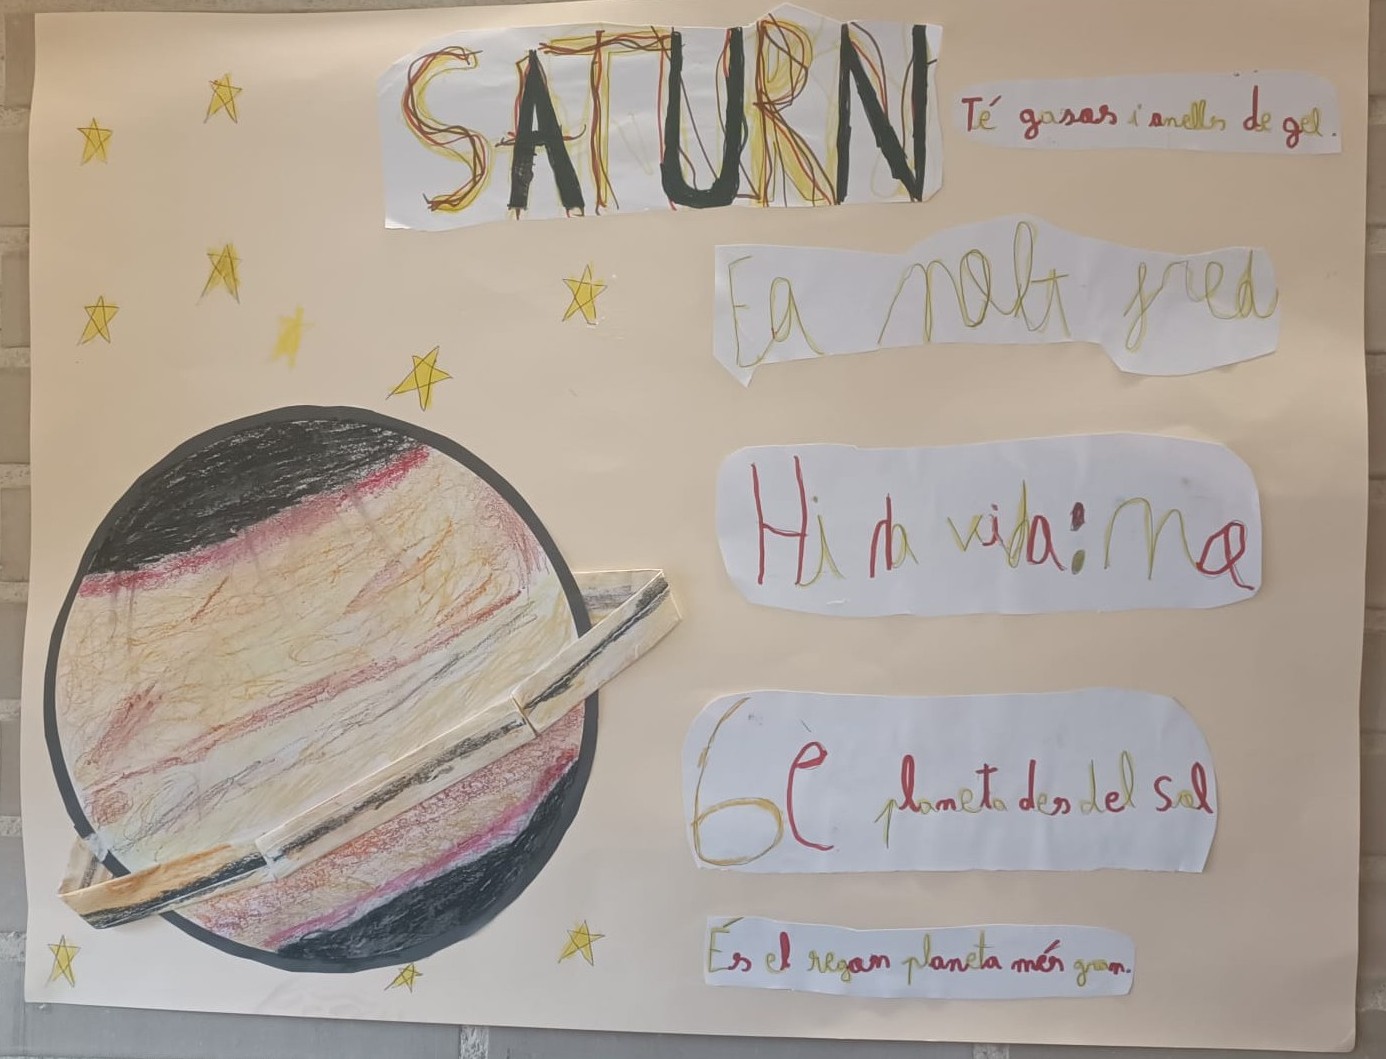 SATURN
Té gasos i anells de gel.
Fa molt fred
Hi ha vida: no
6è planeta des del sol
És el segon planeta més gran.